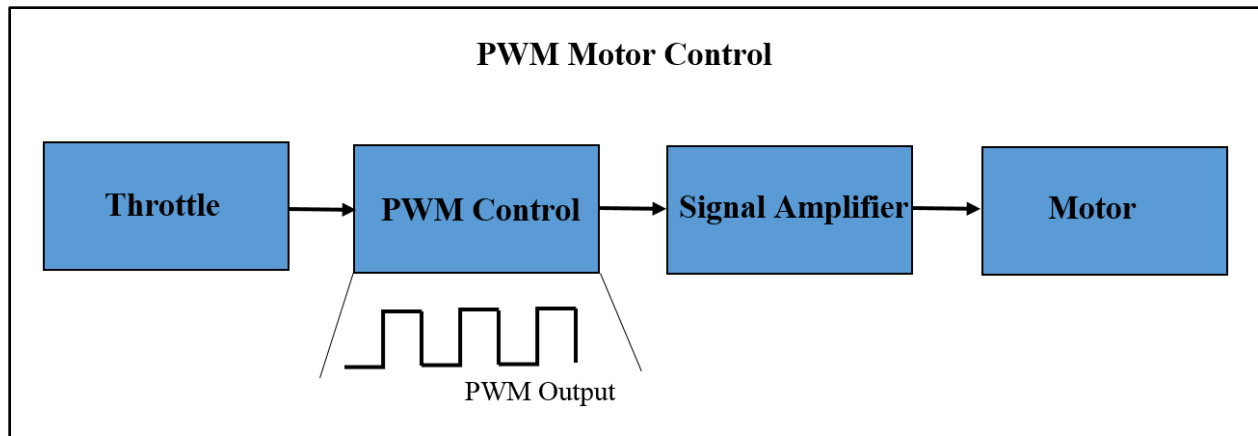 PWM Motor Control
Throttle
PWM Control
Signal Amplifier
Motor
PWM Output